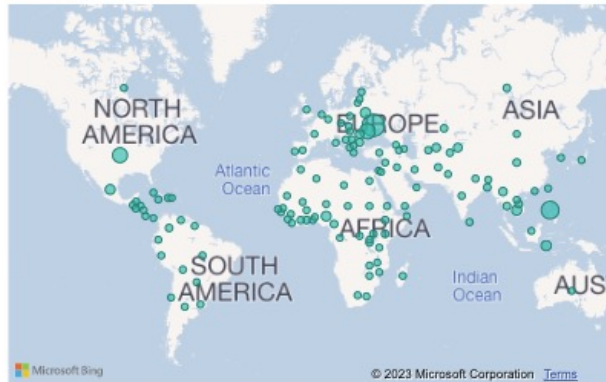 NORTH
AMERICA
ASIA
EUROPE
Atlantic
Ocean
AFRICA
SOUTH
AMERICA
Indian
Ocean
AUS
Microsoft Bing
© 2023 Microsoft Corporation Terms